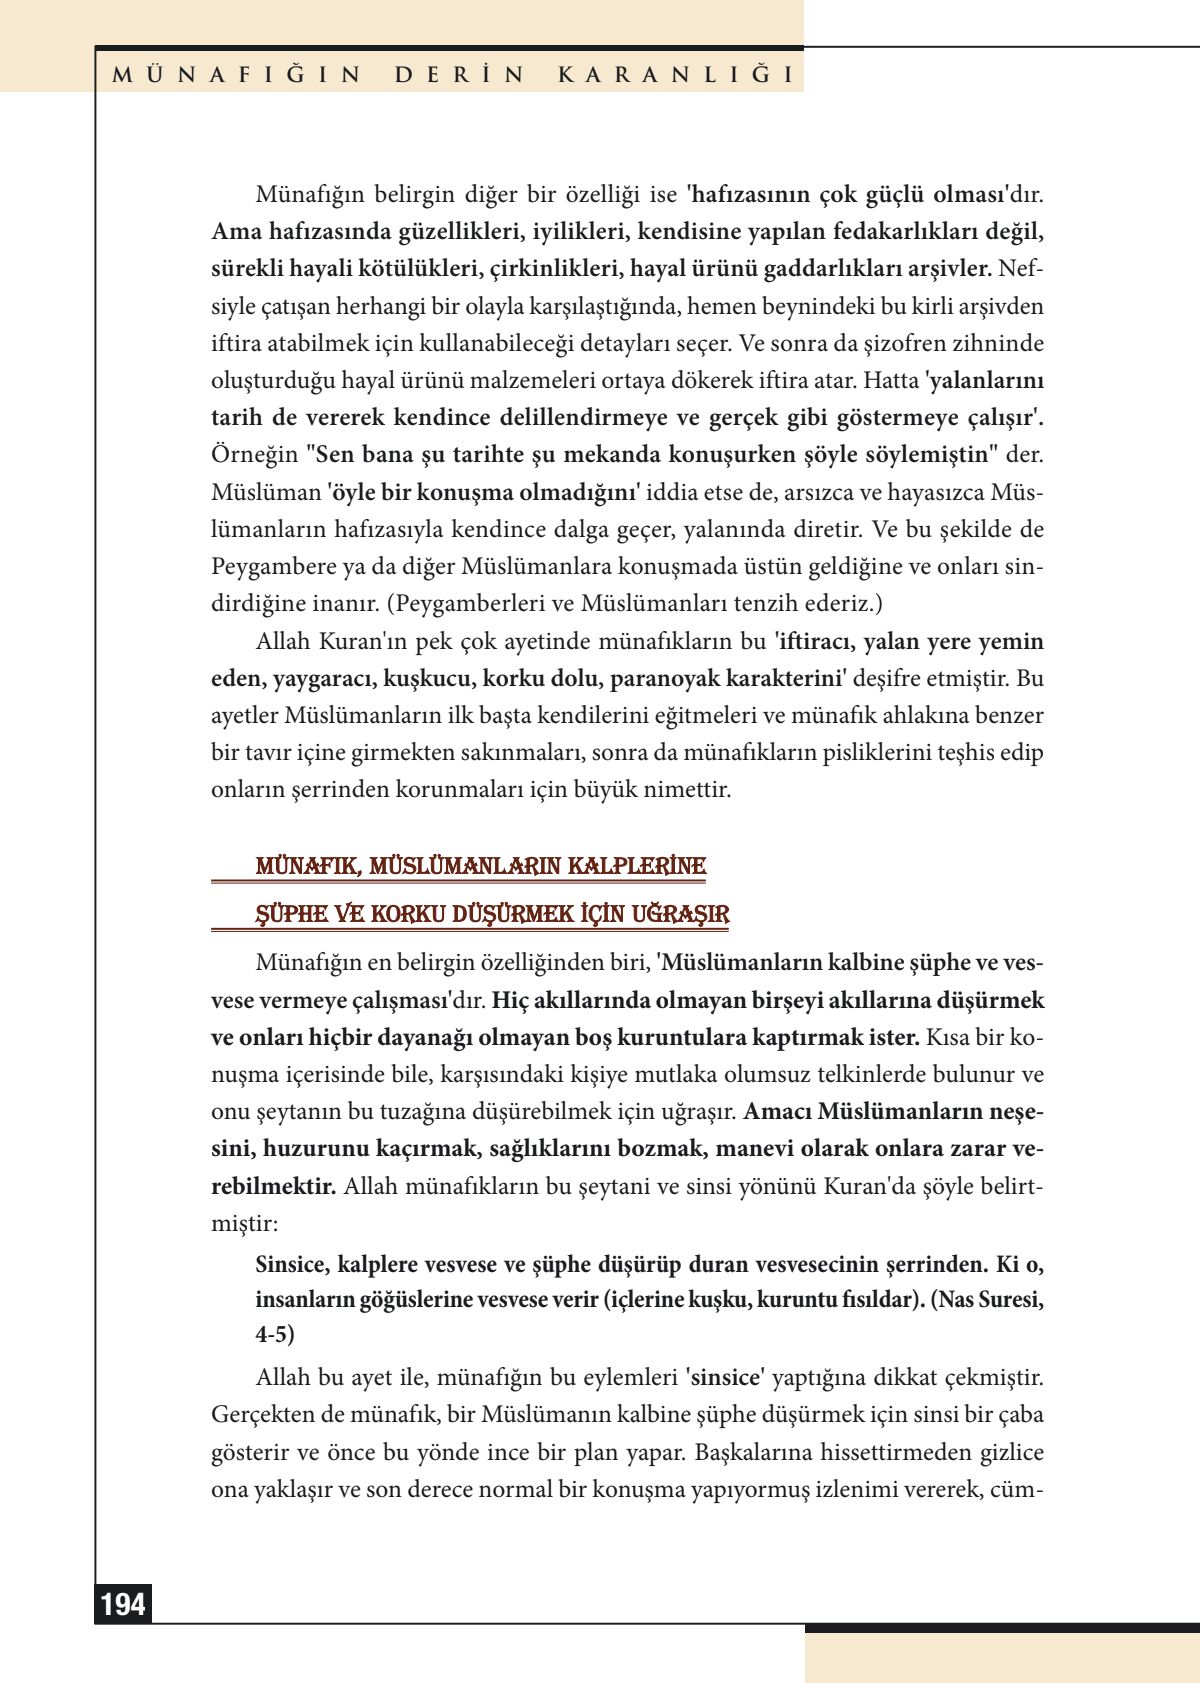 MÜNAFIĞIN DERİN KARANLIĞI
Münafığın belirgin diğer bir özelliği ise 'hafızasının çok güçlü olması'dır.
Ama hafızasında güzellikleri, iyilikleri, kendisine yapılan fedakarlıkları değil,
sürekli hayali kötülükleri, çirkinlikleri, hayal ürünü gaddarlıkları arşivler. Nef-
siyle çatışan herhangi bir olayla karşılaştığında, hemen beynindeki bu kirli arşivden
iftira atabilmek için kullanabileceği detayları seçer. Ve sonra da şizofren zihninde
oluşturduğu hayal ürünü malzemeleri ortaya dökerek iftira atar. Hatta 'yalanlarını
tarih de vererek kendince delillendirmeye ve gerçek gibi göstermeye çalışır'.
Örneğin "Sen bana şu tarihte şu mekanda konuşurken şöyle söylemiştin" der.
Müslüman 'öyle bir konuşma olmadığını' iddia etse de, arsızca ve hayasızca Müs-
lümanların hafızasıyla kendince dalga geçer, yalanında diretir. Ve bu şekilde de
Peygambere ya da diğer Müslümanlara konuşmada üstün geldiğine ve onları sin-
dirdiğine inanır. (Peygamberleri ve Müslümanları tenzih ederiz.)
Allah Kuran'ın pek çok ayetinde münafıkların bu 'iftiracı, yalan yere yemin
eden, yaygaracı, kuşkucu, korku dolu, paranoyak karakterini' deşifre etmiştir. Bu
ayetler Müslümanların ilk başta kendilerini eğitmeleri ve münafık ahlakına benzer
bir tavır içine girmekten sakınmaları, sonra da münafıkların pisliklerini teşhis edip
onların şerrinden korunmaları için büyük nimettir.
MÜNAFIK, MÜSLÜMANLARIN KALPLERİNE
ŞÜPHE VE KORKU DÜŞÜRMEK İÇİN UĞRAŞIR
Münafığın en belirgin özelliğinden biri, 'Müslümanların kalbine şüphe ve ves-
vese vermeye çalışması'dır. Hiç akıllarında olmayan birşeyi akıllarına düşürmek
ve onları hiçbir dayanağı olmayan boş kuruntulara kaptırmak ister. Kısa bir ko-
nuşma içerisinde bile, karşısındaki kişiye mutlaka olumsuz telkinlerde bulunur ve
onu şeytanın bu tuzağına düşürebilmek için uğraşır. Amacı Müslümanların neşe-
sini, huzurunu kaçırmak, sağlıklarını bozmak, manevi olarak onlara zarar ve-
rebilmektir. Allah münafıkların bu şeytani ve sinsi yönünü Kuran'da şöyle belirt-
miştir:
Sinsice, kalplere vesvese ve şüphe düşürüp duran vesvesecinin şerrinden. Ki o,
insanların göğüslerine vesvese verir (içlerine kuşku, kuruntu fısıldar). (Nas Suresi,
4-5)
Allah bu ayet ile, münafığın bu eylemleri 'sinsice' yaptığına dikkat çekmiştir.
Gerçekten de münafık, bir Müslümanın kalbine şüphe düşürmek için sinsi bir çaba
gösterir ve önce bu yönde ince bir plan yapar. Başkalarına hissettirmeden gizlice
ona yaklaşır ve son derece normal bir konuşma yapıyormuş izlenimi vererek, cüm-
194